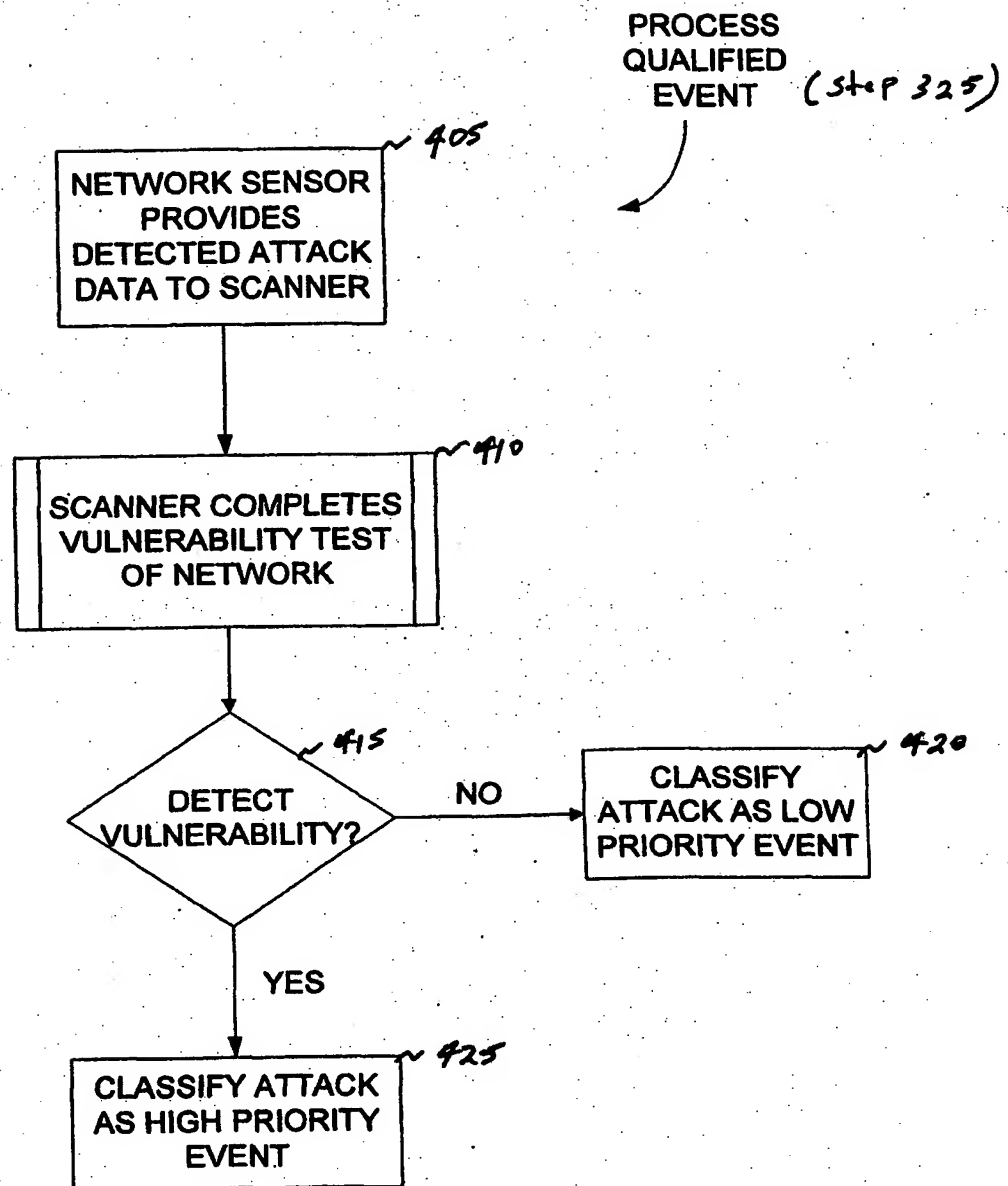 PROCESS
QUALIFIED
EVENT (step 325)
405
NETWORK SENSOR
PROVIDES
DETECTED ATTACK
DATA TO SCANNER
410
SCANNER COMPLETES
VULNERABILITY TEST
OF NETWORK
415
DETECT
VULNERABILITY?
NO
420
CLASSIFY
ATTACK AS LOW
PRIORITY EVENT
YES
425
CLASSIFY ATTACK
AS HIGH PRIORITY
EVENT